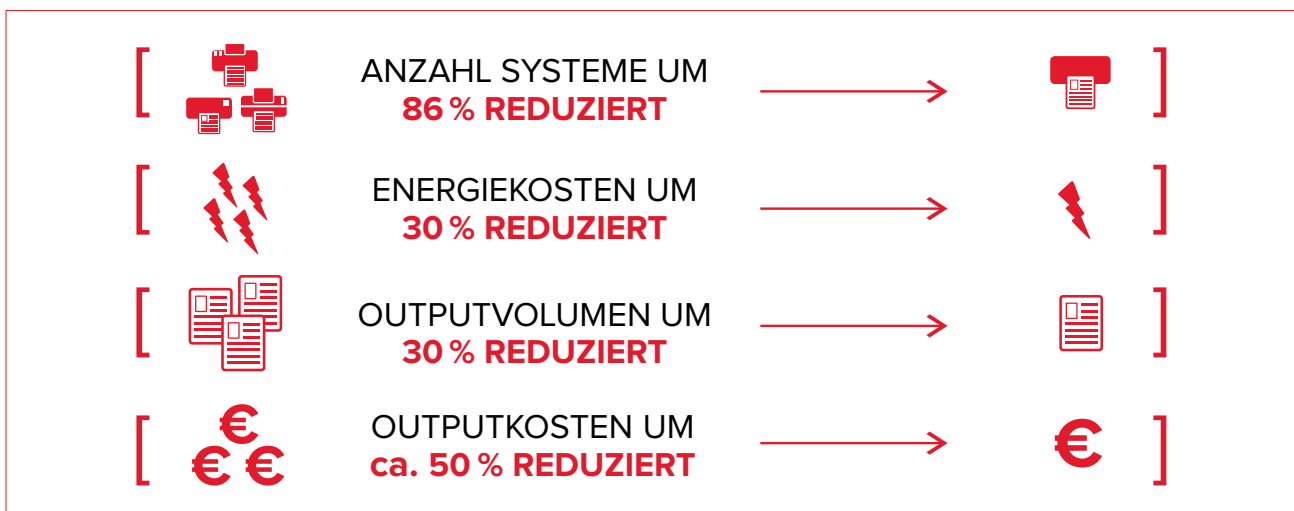 ANZAHL SYSTEME UM
86 % REDUZIERT
ENERGIEKOSTEN UM
30 % REDUZIERT
OUTPUTVOLUMEN UM
30 % REDUZIERT
OUTPUTKOSTEN UM
ca. 50 % REDUZIERT